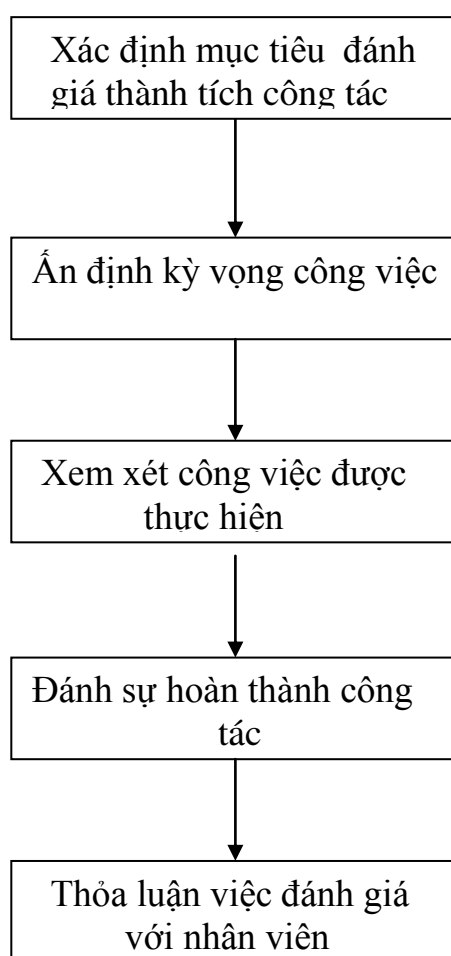 Xác định mục tiêu đánh
giá thành tích công tác
Ấn định kỳ vọng công việc
Xem xét công việc được
thực hiện
Đánh sự hoàn thành công
tác
Thỏa luận việc đánh giá
với nhân viên